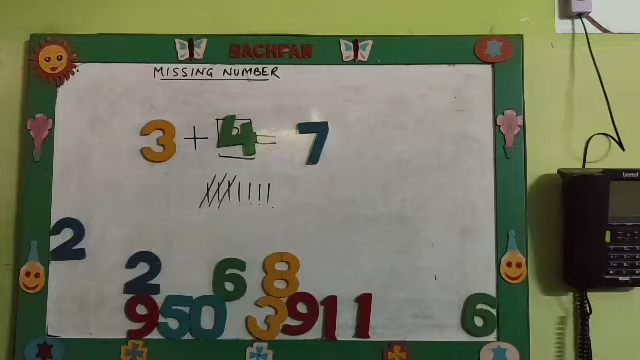 BACHPAN
MISSING NUMBER
3 + 4 = 7
2
2 6 8
9 5 0 3 9 1 1 6